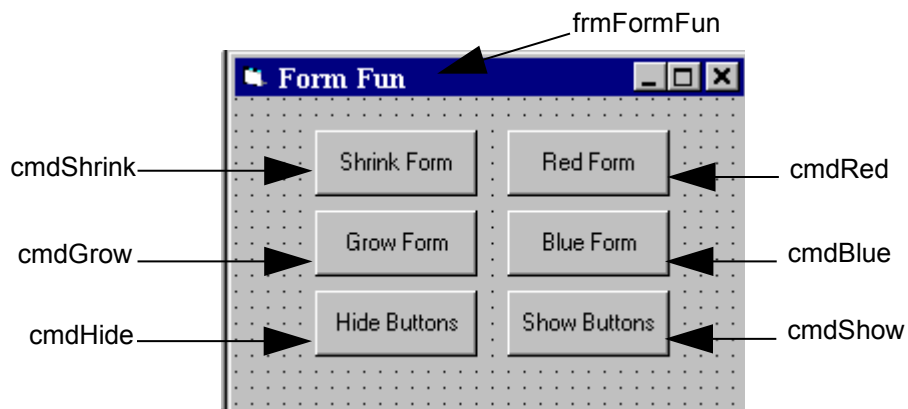 frmFormFun
Form Fun
cmdShrink
Shrink Form
Red Form
cmdRed
cmdGrow
Grow Form
Blue Form
cmdBlue
cmdHide
Hide Buttons
Show Buttons
cmdShow